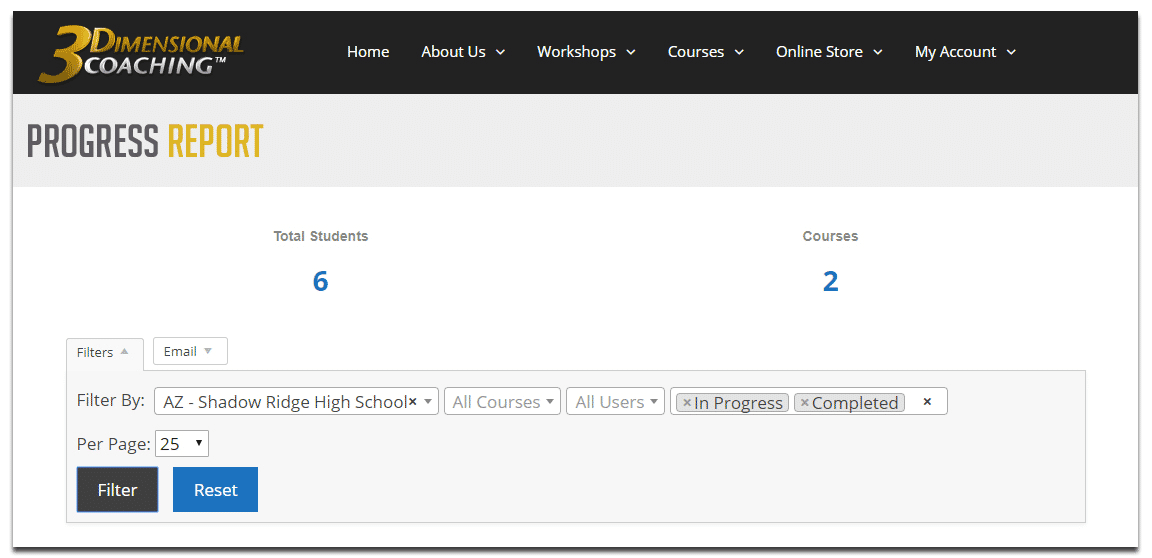 3DIMENSIONAL
COACHING™
Home About Us Workshops Courses Online Store My Account
PROGRESS REPORT
Total Students Courses
6 2
Filters Email
Filter By: AZ - Shadow Ridge High School× All Courses All Users ×In Progress ×Completed ×
Per Page: 25
Filter Reset